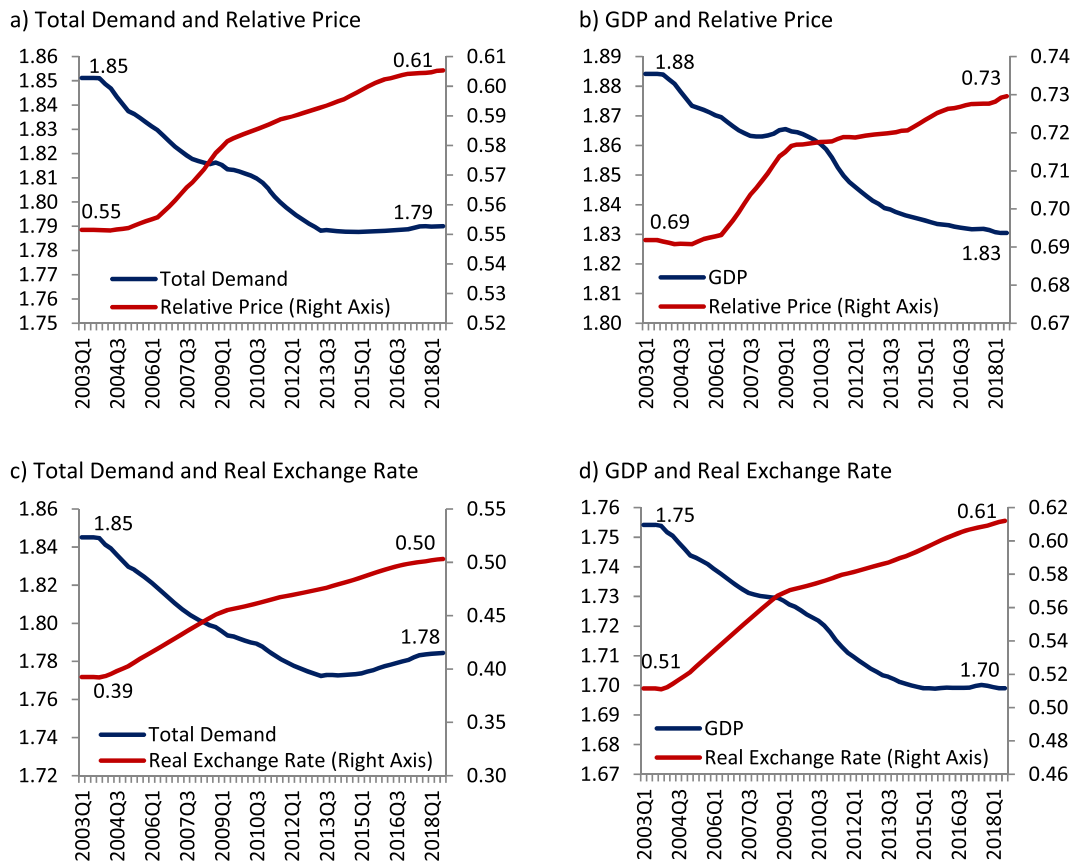 a) Total Demand and Relative Price
1.86
1.85
1.84
1.83
1.82
1.81
1.80
1.79
1.78
1.77
1.76
1.75
0.61
0.60
0.59
0.58
0.57
0.56
0.55
0.54
0.53
0.52
1.85
0.61
0.55
1.79
Total Demand
Relative Price (Right Axis)
2003Q1
2004Q3
2006Q1
2007Q3
2009Q1
2010Q3
2012Q1
2013Q3
2015Q1
2016Q3
2018Q1
b) GDP and Relative Price
1.89
1.88
1.87
1.86
1.85
1.84
1.83
1.82
1.81
1.80
0.74
0.73
0.72
0.71
0.70
0.69
0.68
0.67
1.88
0.73
0.69
1.83
GDP
Relative Price (Right Axis)
2003Q1
2004Q3
2006Q1
2007Q3
2009Q1
2010Q3
2012Q1
2013Q3
2015Q1
2016Q3
2018Q1
c) Total Demand and Real Exchange Rate
1.86
1.84
1.82
1.80
1.78
1.76
1.74
1.72
0.55
0.50
0.45
0.40
0.35
0.30
1.85
0.50
0.39
1.78
Total Demand
Real Exchange Rate (Right Axis)
2003Q1
2004Q3
2006Q1
2007Q3
2009Q1
2010Q3
2012Q1
2013Q3
2015Q1
2016Q3
2018Q1
d) GDP and Real Exchange Rate
1.76
1.75
1.74
1.73
1.72
1.71
1.70
1.69
1.68
1.67
0.62
0.60
0.58
0.56
0.54
0.52
0.50
0.48
0.46
1.75
0.61
0.51
1.70
GDP
Real Exchange Rate (Right Axis)
2003Q1
2004Q3
2006Q1
2007Q3
2009Q1
2010Q3
2012Q1
2013Q3
2015Q1
2016Q3
2018Q1